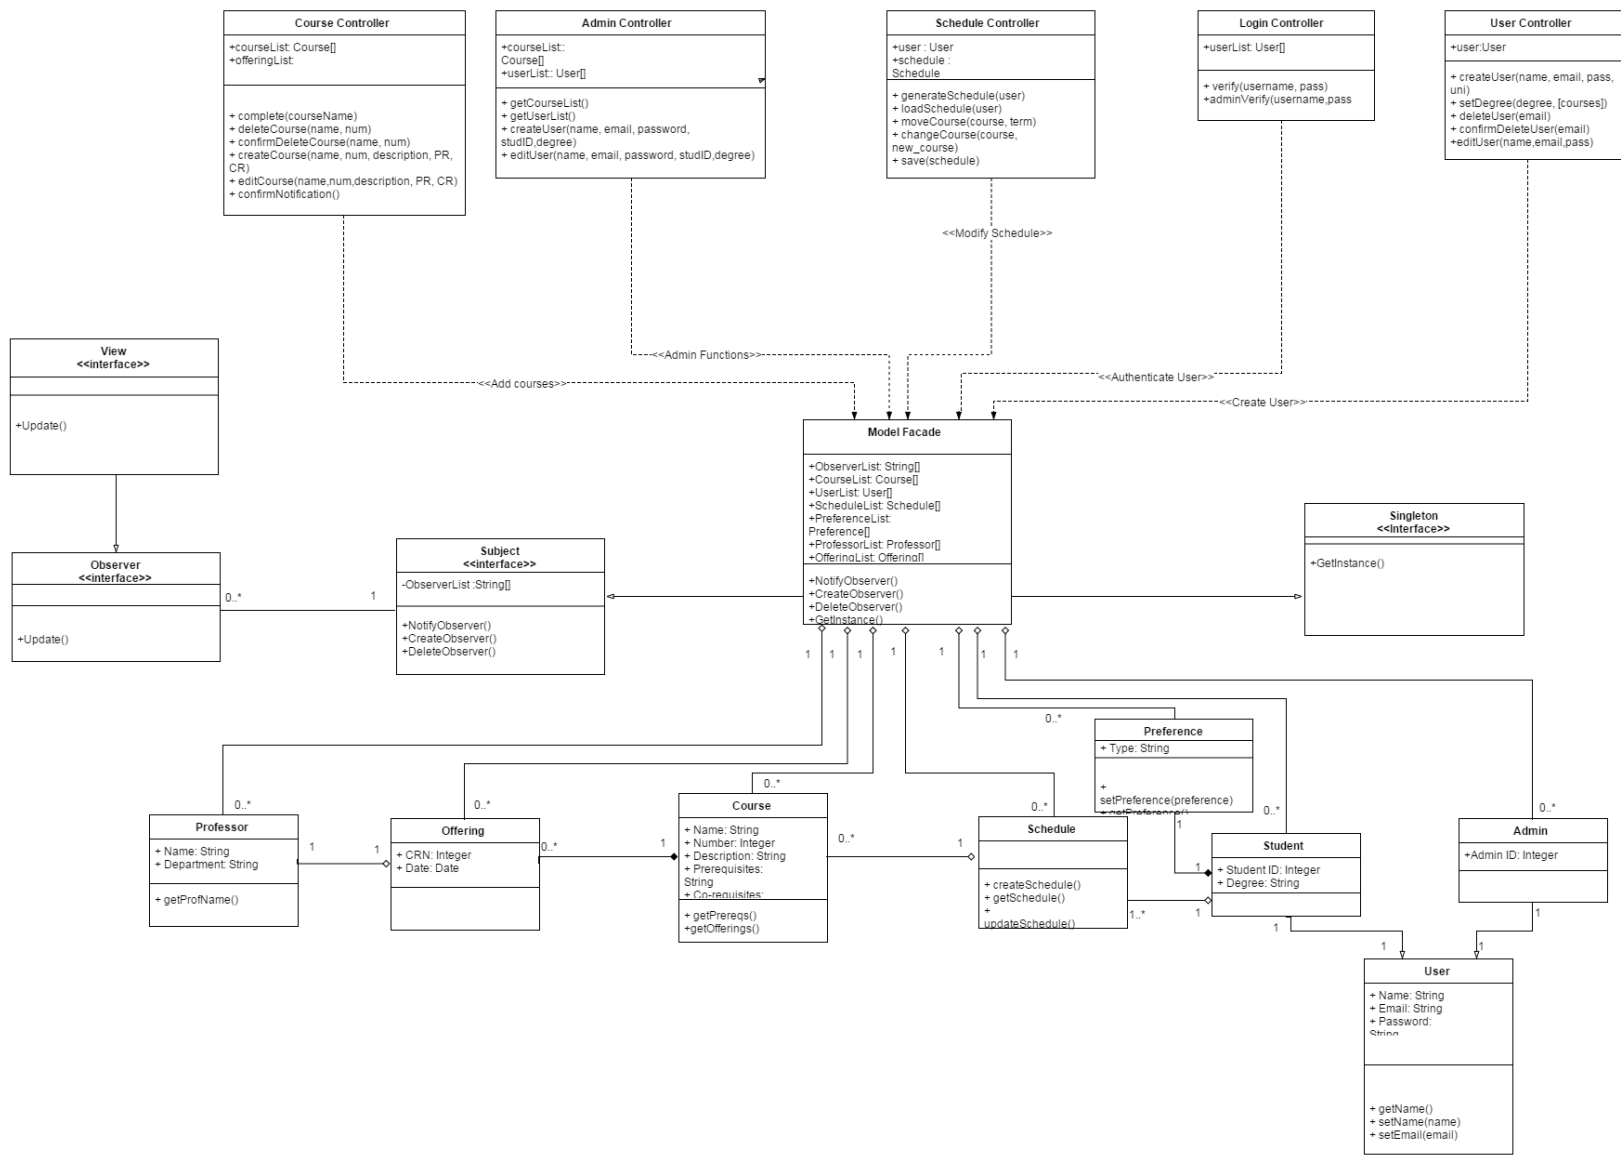 Course Controller
+courseList: Course[]
+offeringList:
+ complete(courseName)
+ deleteCourse(name, num)
+ confirmDeleteCourse(name, num)
+ createCourse(name, num, description, PR,
CR)
+ editCourse(name,num,description, PR, CR)
+ confirmNotification()
Admin Controller
+courseList::
Course[]
+userList:: User[]
+ getCourseList()
+ getUserList()
+ createUser(name, email, password,
studID,degree)
+ editUser(name, email, password, studID,degree)
Schedule Controller
+user : User
+schedule :
Schedule
+ generateSchedule(user)
+ loadSchedule(user)
+ moveCourse(course, term)
+ changeCourse(course,
new_course)
+ save(schedule)
Login Controller
+userList: User[]
+ verify(username, pass)
+adminVerify(username,pass
User Controller
+user:User
+ createUser(name, email, pass,
uni)
+ setDegree(degree, [courses])
+ deleteUser(email)
+ confirmDeleteUser(email)
+editUser(name,email,pass)
<<Modify Schedule>>
<<Admin Functions>>
<<Add courses>>
<<Authenticate User>>
<<Create User>>
View
<<interface>>
+Update()
Observer
<<interface>>
+Update()
0..*
1
Subject
<<interface>>
-ObserverList :String[]
+NotifyObserver()
+CreateObserver()
+DeleteObserver()
Model Facade
+ObserverList: String[]
+CourseList: Course[]
+UserList: User[]
+ScheduleList: Schedule[]
+PreferenceList:
Preference[]
+ProfessorList: Professor[]
+OfferingList: Offering[]
+NotifyObserver()
+CreateObserver()
+DeleteObserver()
+GetInstance()
Singleton
<<Interface>>
+GetInstance()
1
1
1
1
1
1
1
0..*
0..*
0..*
0..*
0..*
0..*
0..*
Professor
+ Name: String
+ Department: String
+ getProfName()
1
1
Offering
+ CRN: Integer
+ Date: Date
0..*
1
Course
+ Name: String
+ Number: Integer
+ Description: String
+ Prerequisites:
String
+ Co-requisites:
+ getPrereqs()
+getOfferings()
0..*
1
Schedule
+ createSchedule()
+ getSchedule()
+
updateSchedule()
1..*
1
Preference
+ Type: String
+
setPreference(preference)
+ getPreference()
1
1
Student
+ Student ID: Integer
+ Degree: String
1
1
Admin
+Admin ID: Integer
1
1
User
+ Name: String
+ Email: String
+ Password:
String
+ getName()
+ setName(name)
+ setEmail(email)